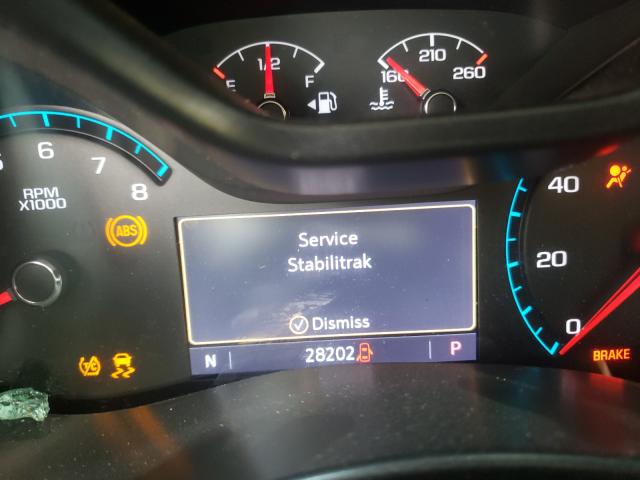 E 1/2 F
160 210 260
5 6 7 8
RPM
X1000
ABS
Service
Stabilitrak
Dismiss
N 28202 P
T/C
40
20
0
BRAKE